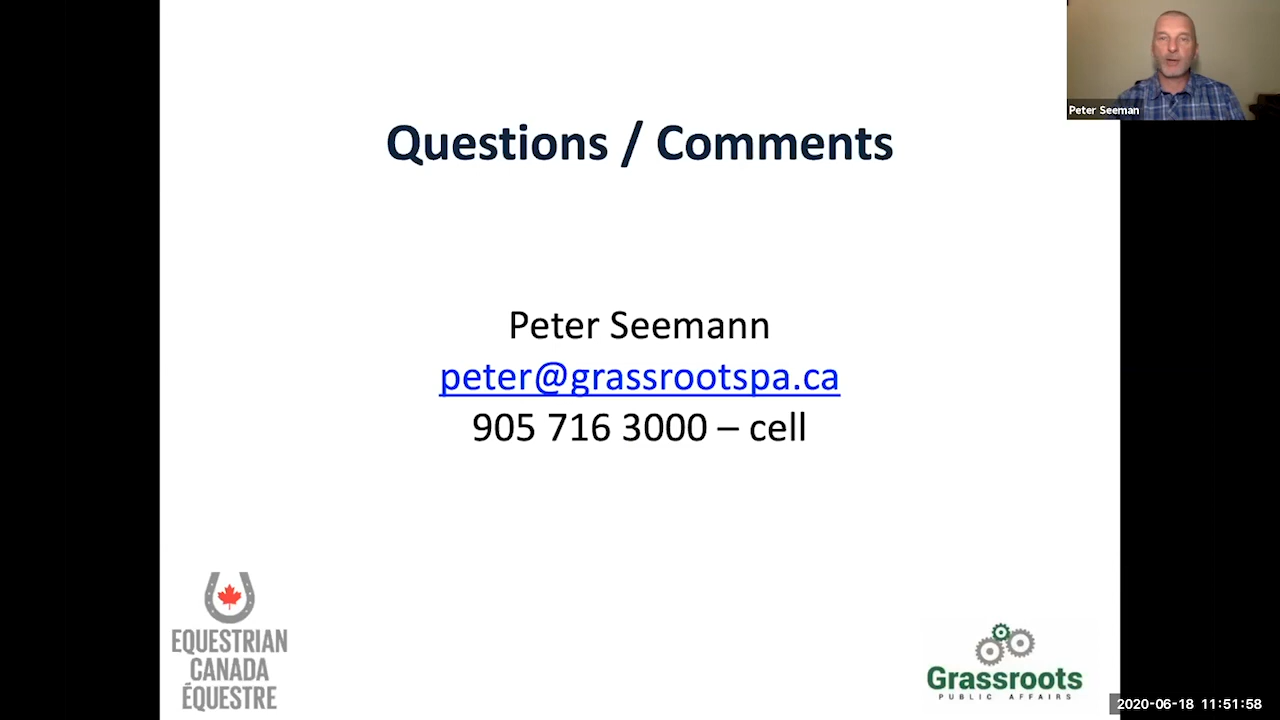 Peter Seeman
Questions / Comments
Peter Seemann
peter@grassrootspa.ca
905 716 3000 – cell
EQUESTRIAN
CANADA
ÉQUESTRE
Grassroots
PUBLIC AFFAIRS
2020-06-18 11:51:58